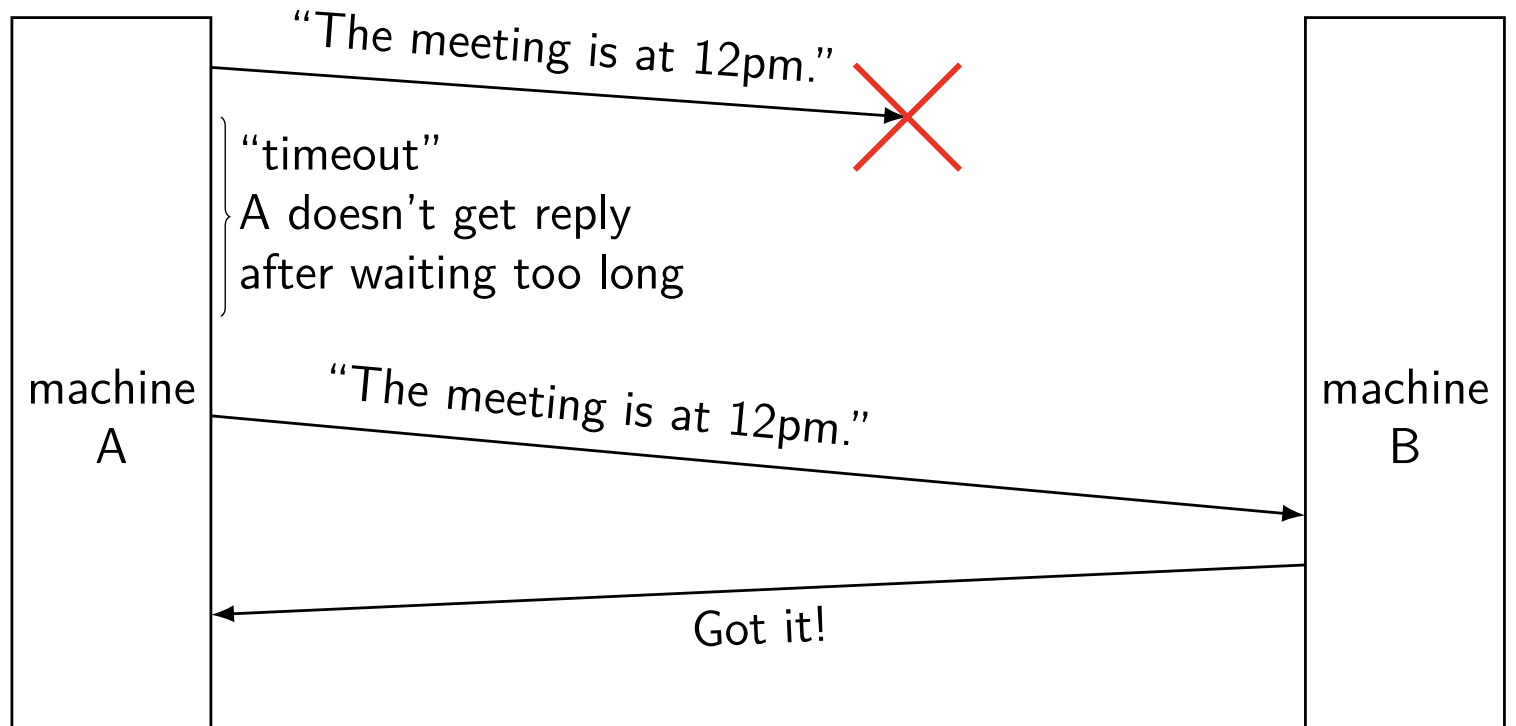 “The meeting is at 12pm.”
“timeout”
A doesn’t get reply
after waiting too long
machine
A
machine
B
“The meeting is at 12pm.”
Got it!